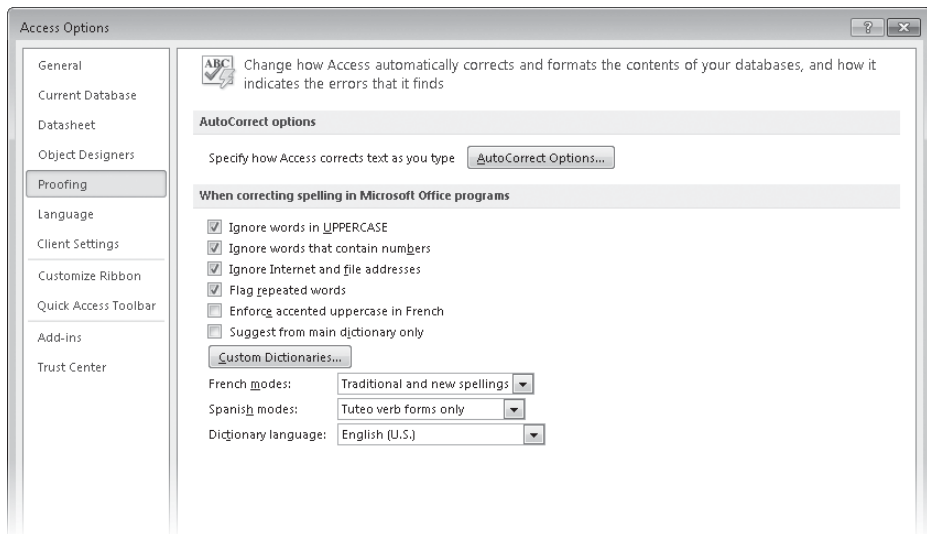 Access Options
General
Current Database
Datasheet
Object Designers
Proofing
Language
Client Settings
Customize Ribbon
Quick Access Toolbar
Add-ins
Trust Center
ABC
Change how Access automatically corrects and formats the contents of your databases, and how it
indicates the errors that it finds
AutoCorrect options
Specify how Access corrects text as you type AutoCorrect Options...
When correcting spelling in Microsoft Office programs
Ignore words in UPPERCASE
Ignore words that contain numbers
Ignore Internet and file addresses
Flag repeated words
Enforce accented uppercase in French
Suggest from main dictionary only
Custom Dictionaries...
French modes: Traditional and new spellings
Spanish modes: Tuteo verb forms only
Dictionary language: English (U.S.)